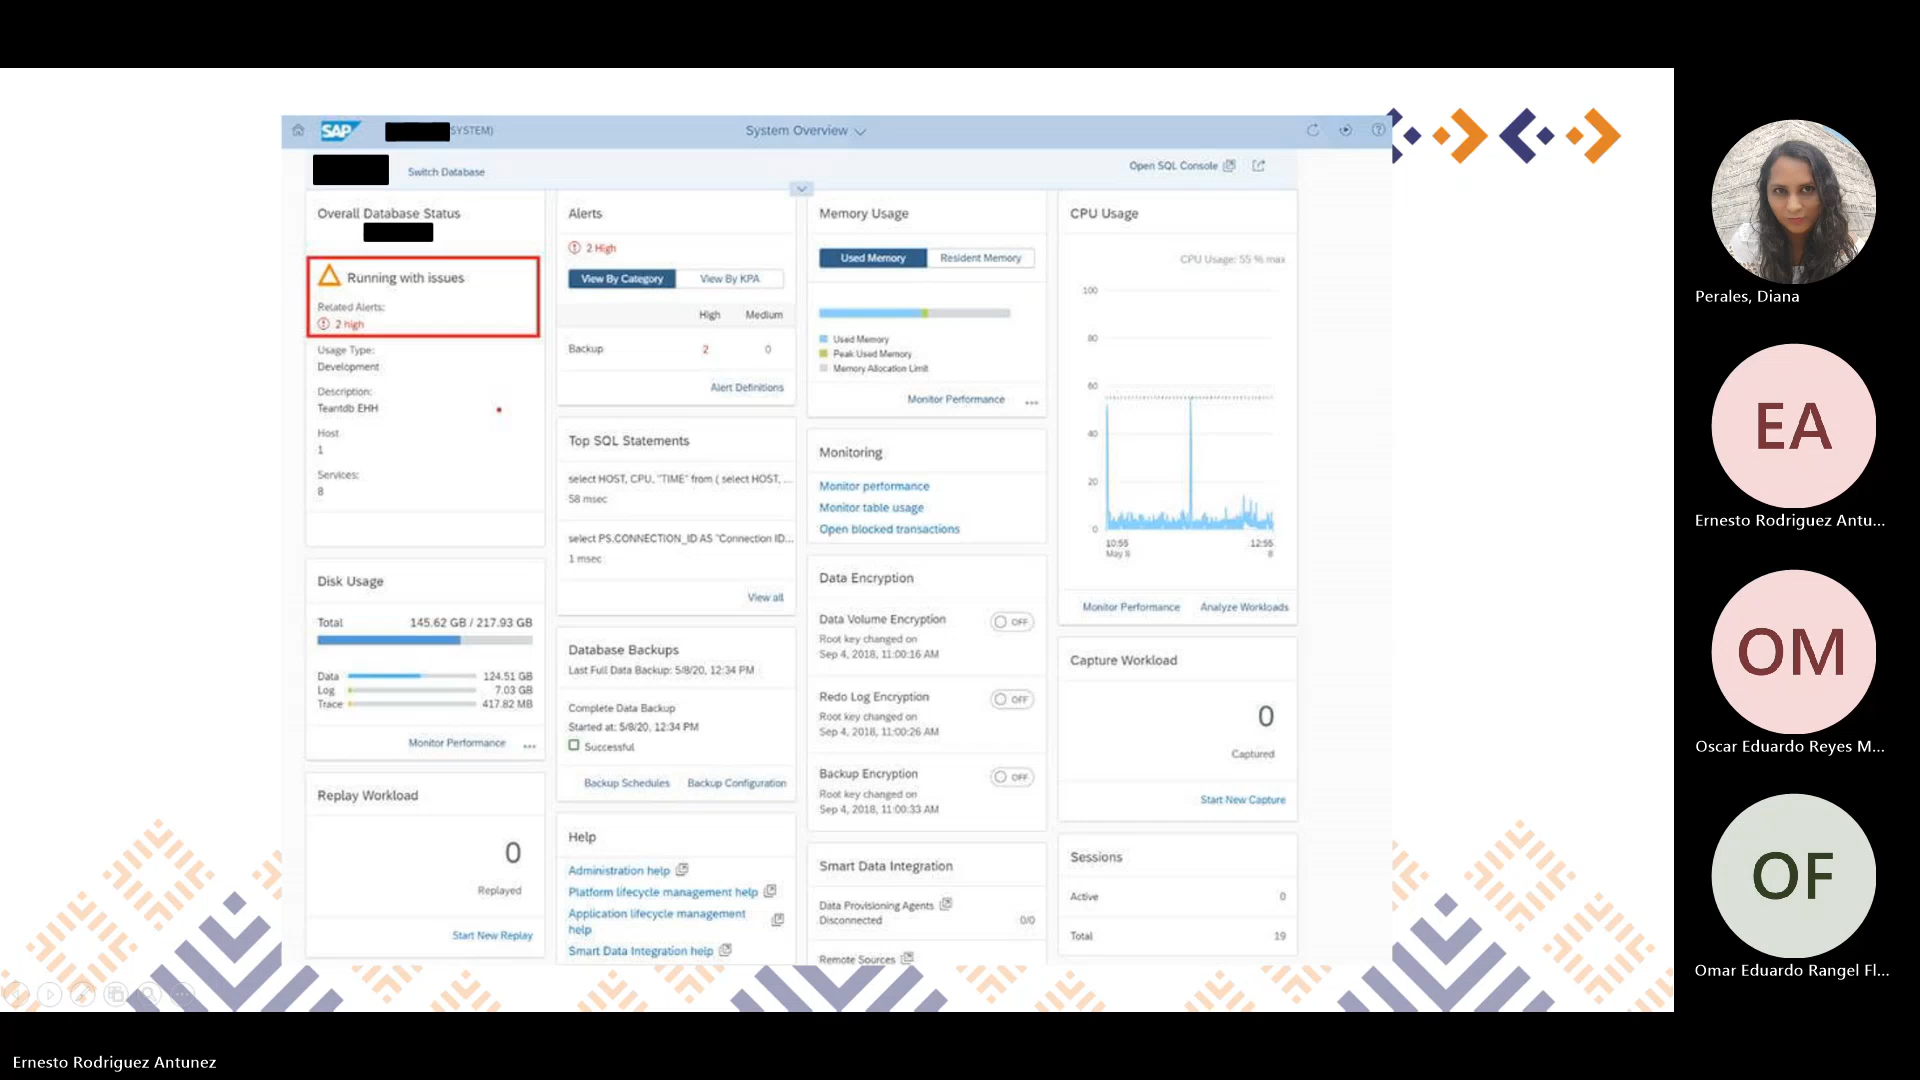 SAP
SYSTEM)
System Overview
Switch Database
Open SQL Console
Overall Database Status
Running with issues
Related Alerts:
2 high
Usage Type:
Development
Description:
Teantdb EHH
Host
1
Services:
8
Disk Usage
Total 145.62 GB / 217.93 GB
Data 124.51 GB
Log 7.03 GB
Trace 417.82 MB
Monitor Performance ...
Replay Workload
0
Replayed
Start New Replay
Alerts
2 High
View By Category View By KPA
High Medium
Backup 2 0
Alert Definitions
Top SQL Statements
select HOST, CPU, "TIME" from ( select HOST, ...
58 msec
select PS.CONNECTION_ID AS "Connection ID...
1 msec
View all
Database Backups
Last Full Data Backup: 5/8/20, 12:34 PM
Complete Data Backup
Started at: 5/8/20, 12:34 PM
Successful
Backup Schedules Backup Configuration
Help
Administration help
Platform lifecycle management help
Application lifecycle management
help
Smart Data Integration help
Memory Usage
Used Memory Resident Memory
Used Memory
Peak Used Memory
Memory Allocation Limit
Monitor Performance ...
Monitoring
Monitor performance
Monitor table usage
Open blocked transactions
Data Encryption
Data Volume Encryption OFF
Root key changed on
Sep 4, 2018, 11:00:16 AM
Redo Log Encryption OFF
Root key changed on
Sep 4, 2018, 11:00:26 AM
Backup Encryption OFF
Root key changed on
Sep 4, 2018, 11:00:33 AM
Smart Data Integration
Data Provisioning Agents
Disconnected 0/0
Remote Sources
CPU Usage
CPU Usage: 55 % max
100
80
60
40
20
0
10:55 12:55
May 8 8
Monitor Performance Analyze Workloads
Capture Workload
0
Captured
Start New Capture
Sessions
Active 0
Total 19
Perales, Diana
EA
Ernesto Rodriguez Antu...
OM
Oscar Eduardo Reyes M...
OF
Omar Eduardo Rangel Fl...
Ernesto Rodriguez Antunez